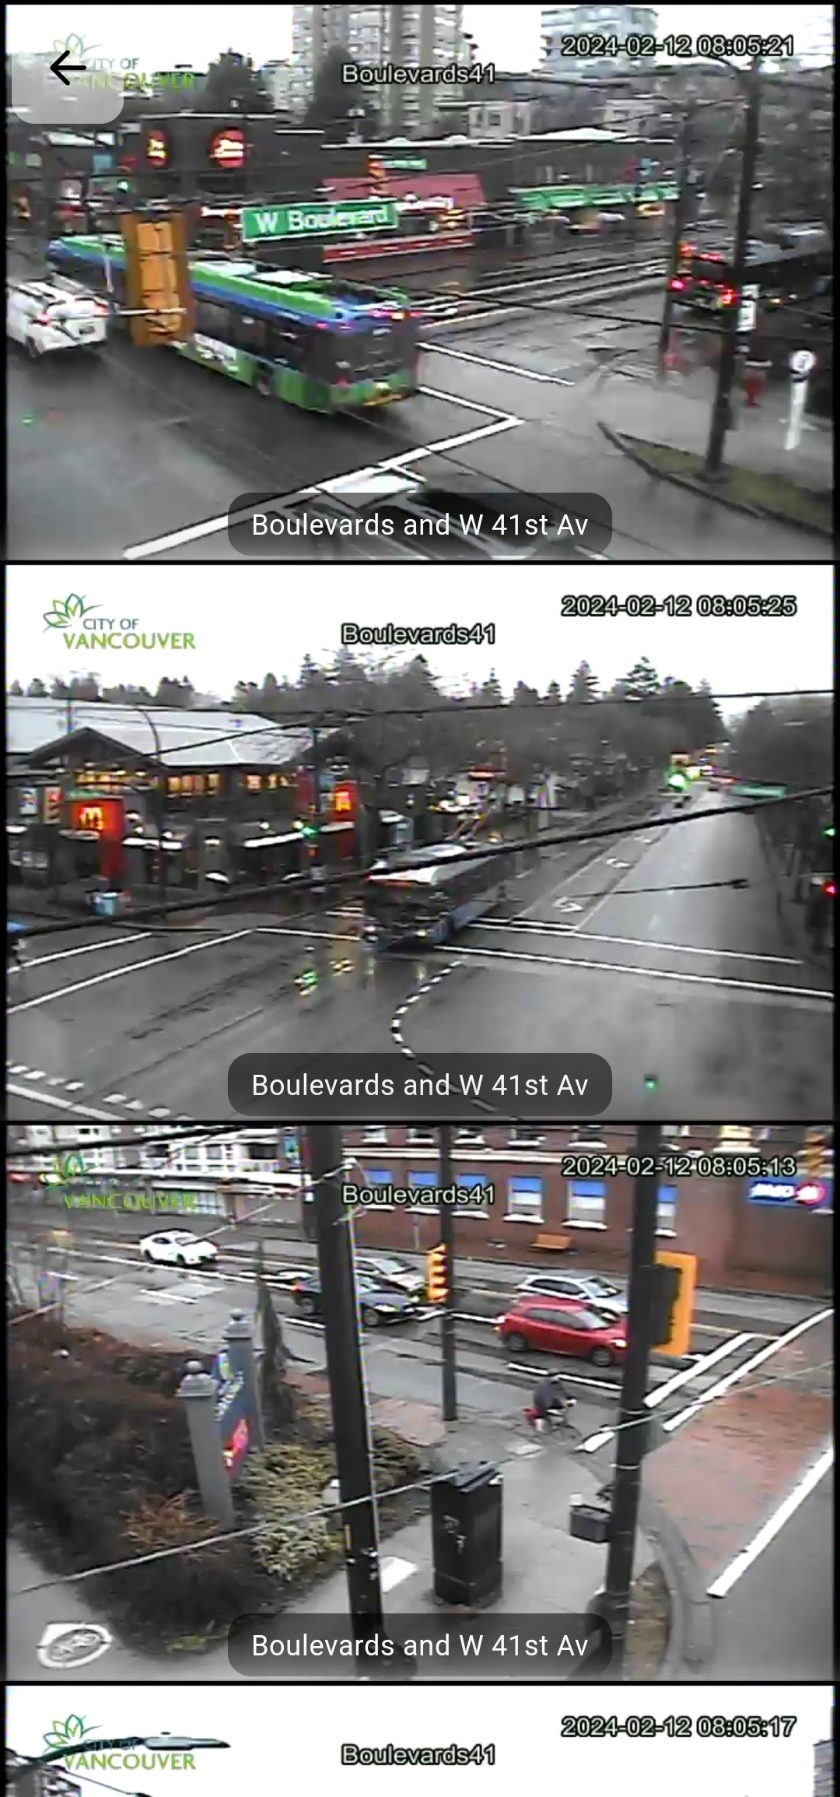 CITY OF
VANCOUVER
2024-02-12 08:05:21
Boulevards41
W Boulevard
Boulevards and W 41st Av
CITY OF
VANCOUVER
2024-02-12 08:05:25
Boulevards41
Boulevards and W 41st Av
VANCOUVER
2024-02-12 08:05:13
Boulevards41
Boulevards and W 41st Av
CITY OF
VANCOUVER
2024-02-12 08:05:17
Boulevards41